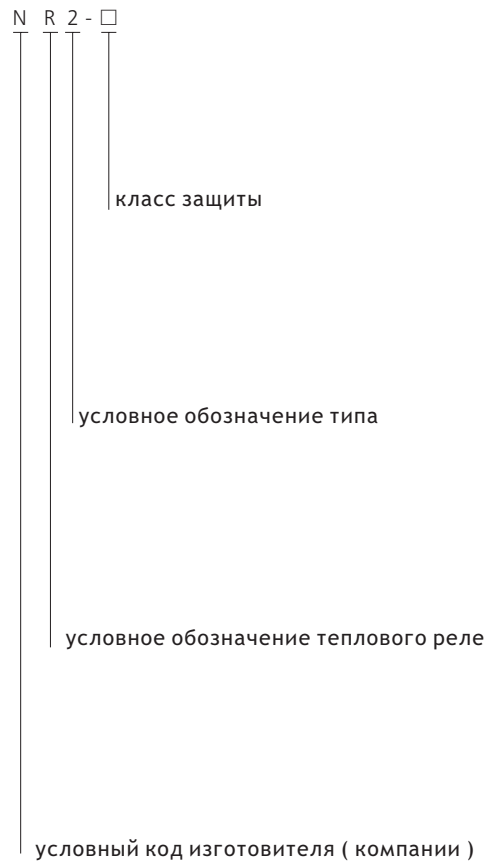 N R 2 - □
класс защиты
условное обозначение типа
условное обозначение теплового реле
условный код изготовителя ( компании )